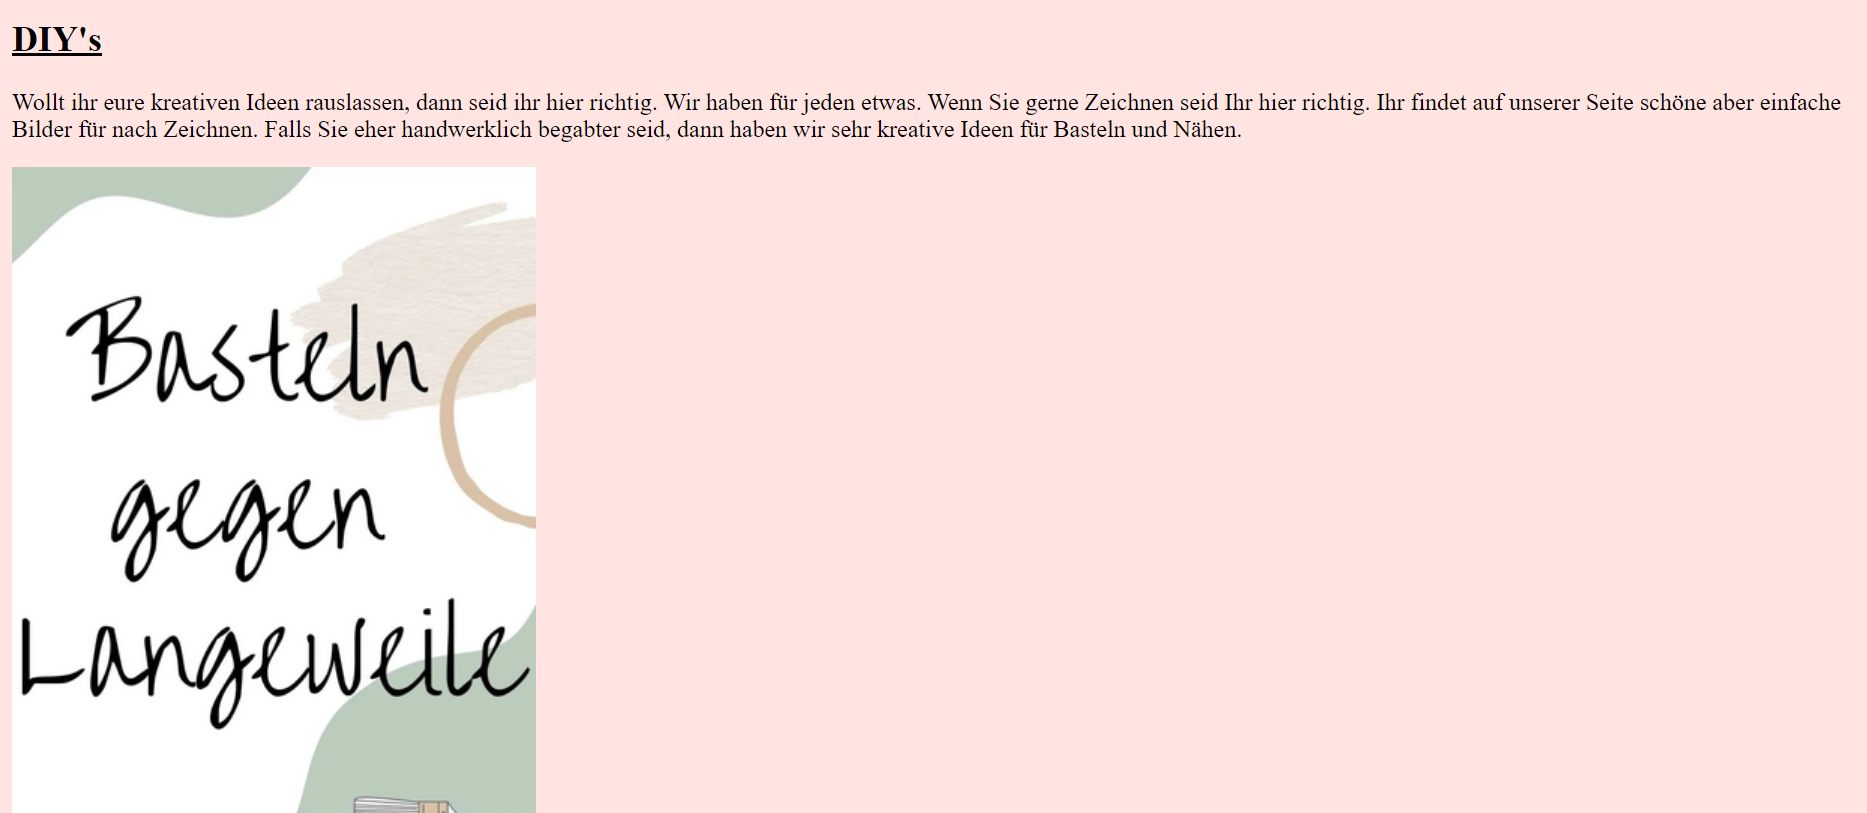 DIY's
Wollt ihr eure kreativen Ideen rauslassen, dann seid ihr hier richtig. Wir haben für jeden etwas. Wenn Sie gerne Zeichnen seid Ihr hier richtig. Ihr findet auf unserer Seite schöne aber einfache
Bilder für nach Zeichnen. Falls Sie eher handwerklich begabter seid, dann haben wir sehr kreative Ideen für Basteln und Nähen.
Basteln
gegen
Langeweile